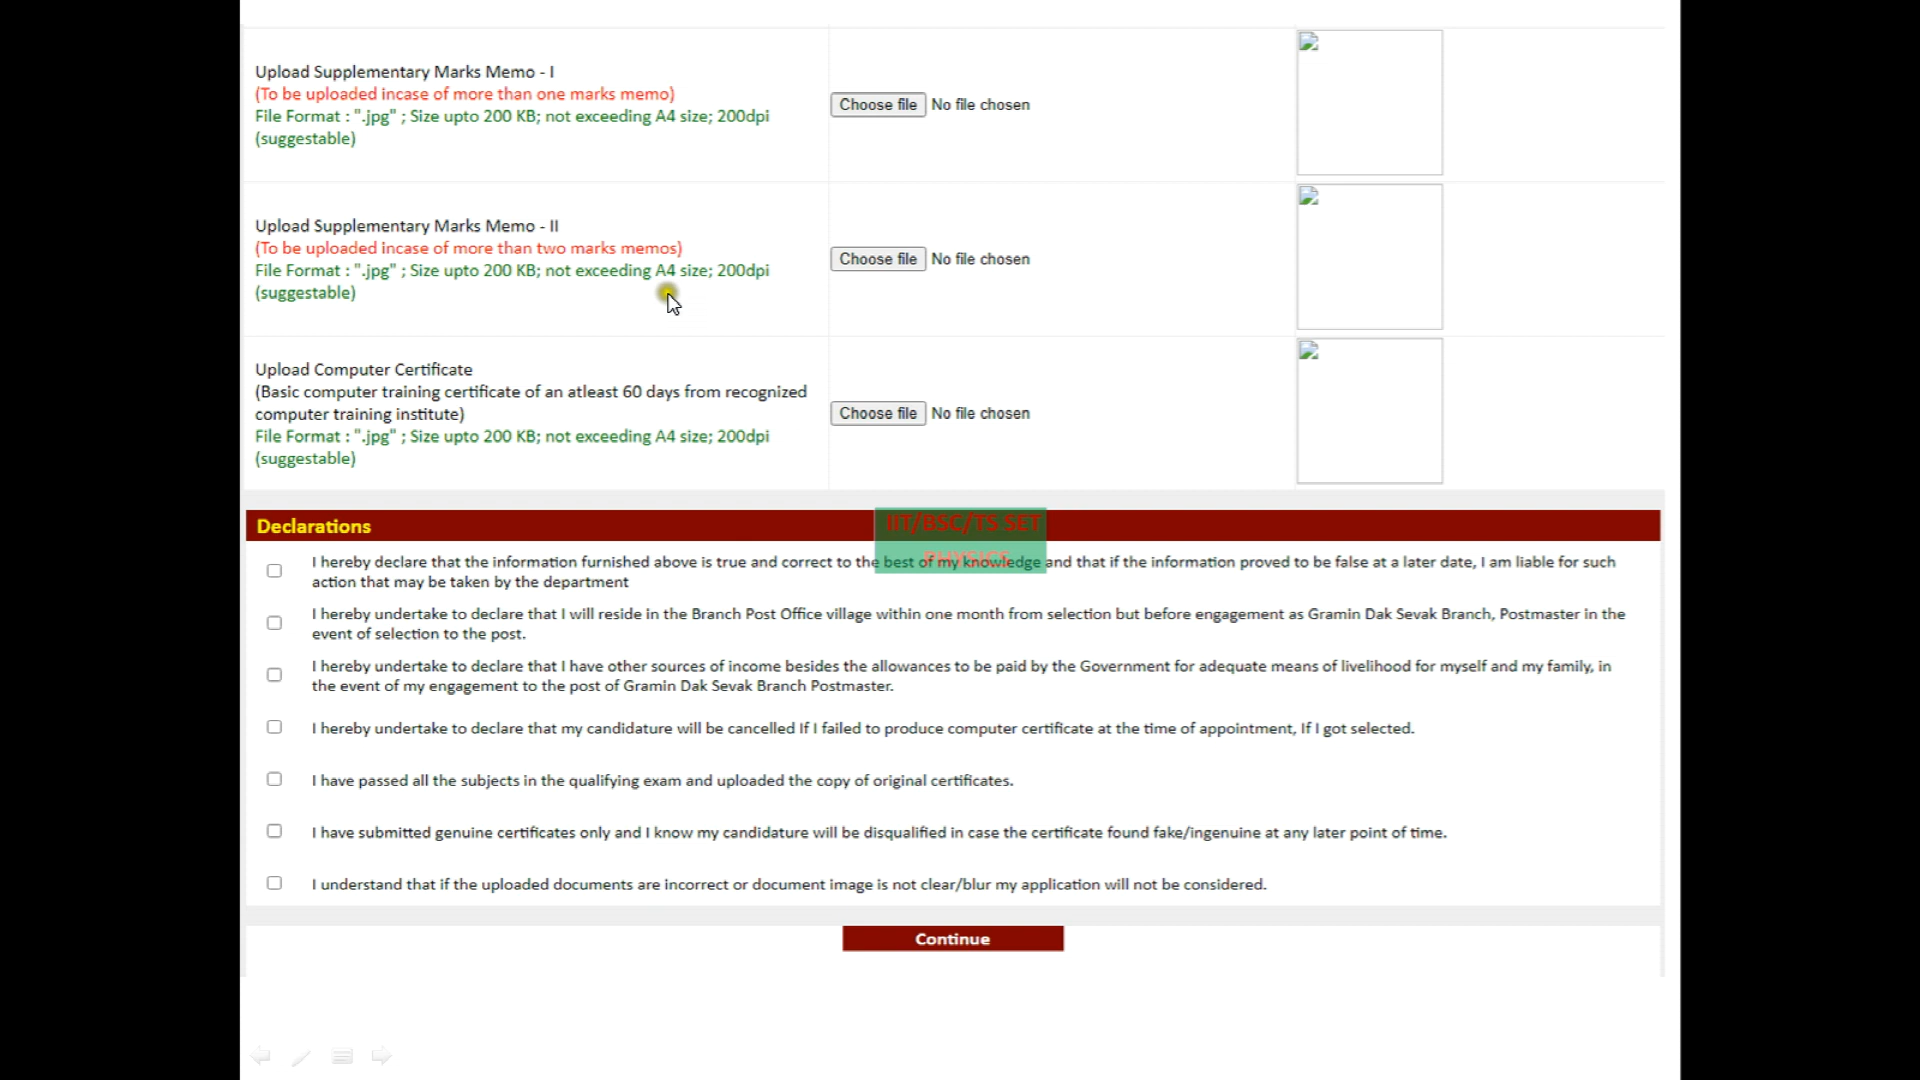 Upload Supplementary Marks Memo - I
(To be uploaded incase of more than one marks memo)
File Format : ".jpg" ; Size upto 200 KB; not exceeding A4 size; 200dpi
(suggestable)
Choose file No file chosen
Upload Supplementary Marks Memo - II
(To be uploaded incase of more than two marks memos)
File Format : ".jpg" ; Size upto 200 KB; not exceeding A4 size; 200dpi
(suggestable)
Choose file No file chosen
Upload Computer Certificate
(Basic computer training certificate of an atleast 60 days from recognized
computer training institute)
File Format : ".jpg" ; Size upto 200 KB; not exceeding A4 size; 200dpi
(suggestable)
Choose file No file chosen
Declarations
IIT/BSC/TS SET
PHYSICS
I hereby declare that the information furnished above is true and correct to the best of my knowledge and that if the information proved to be false at a later date, I am liable for such
action that may be taken by the department
I hereby undertake to declare that I will reside in the Branch Post Office village within one month from selection but before engagement as Gramin Dak Sevak Branch, Postmaster in the
event of selection to the post.
I hereby undertake to declare that I have other sources of income besides the allowances to be paid by the Government for adequate means of livelihood for myself and my family, in
the event of my engagement to the post of Gramin Dak Sevak Branch Postmaster.
I hereby undertake to declare that my candidature will be cancelled If I failed to produce computer certificate at the time of appointment, If I got selected.
I have passed all the subjects in the qualifying exam and uploaded the copy of original certificates.
I have submitted genuine certificates only and I know my candidature will be disqualified in case the certificate found fake/ingenuine at any later point of time.
I understand that if the uploaded documents are incorrect or document image is not clear/blur my application will not be considered.
Continue